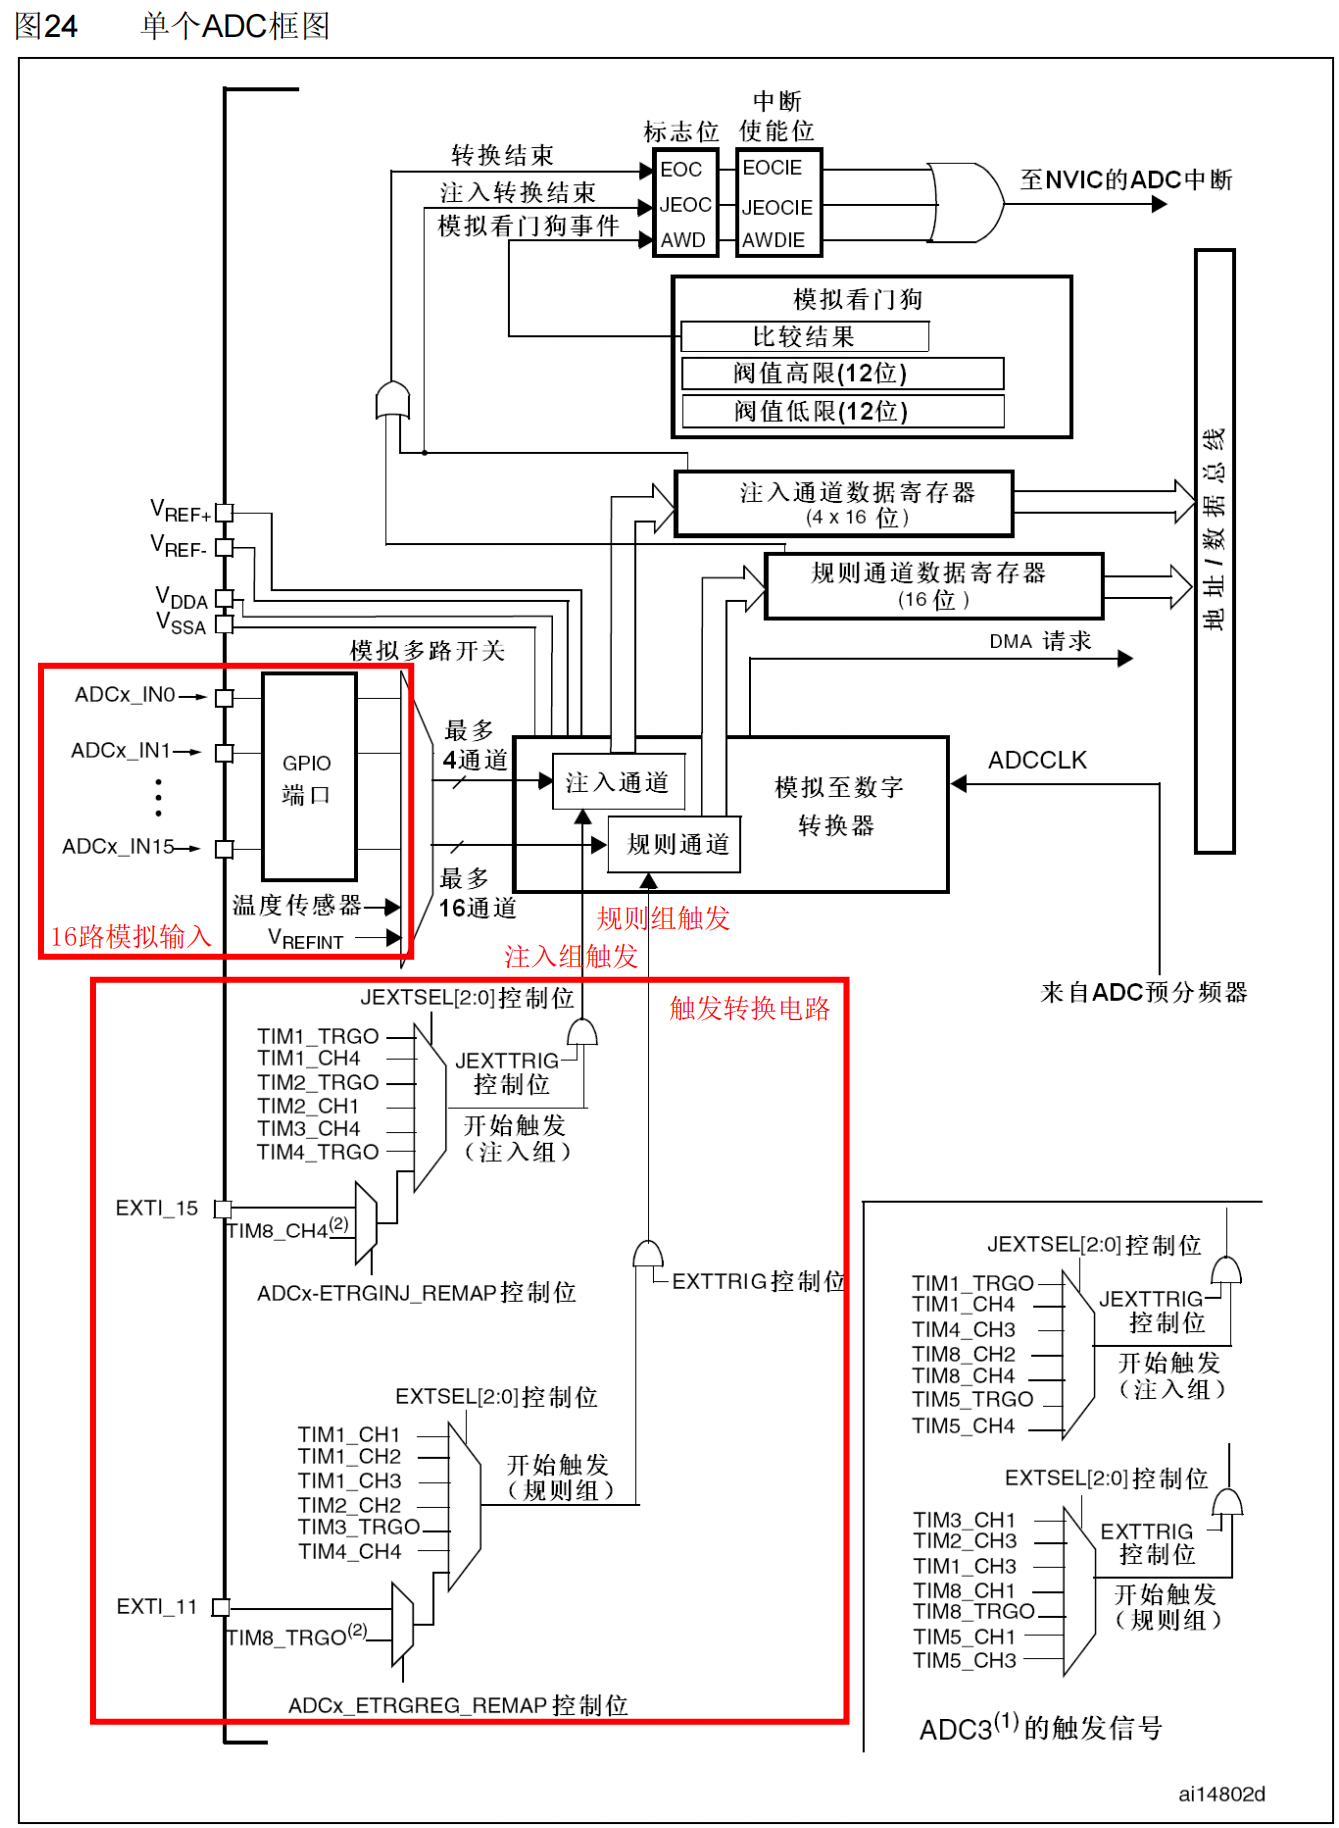 图24 单个ADC框图
中断
标志位 使能位
转换结束
EOC
EOCIE
注入转换结束
JEOC
JEOCIE
模拟看门狗事件
AWD
AWDIE
至NVIC的ADC中断
模拟看门狗
比较结果
阀值高限(12位)
阀值低限(12位)
地址/数据总线
注入通道数据寄存器
(4 x 16 位)
规则通道数据寄存器
(16 位)
DMA 请求
VREF+
VREF-
VDDA
VSSA
模拟多路开关
ADCx_IN0
ADCx_IN1
ADCx_IN15
GPIO
端口
温度传感器
VREFINT
16路模拟输入
最多
4通道
最多
16通道
注入通道
规则通道
模拟至数字
转换器
ADCCLK
来自ADC预分频器
规则组触发
注入组触发
触发转换电路
JEXTSEL[2:0]控制位
TIM1_TRGO
TIM1_CH4
TIM2_TRGO
TIM2_CH1
TIM3_CH4
TIM4_TRGO
JEXTTRIG
控制位
开始触发
(注入组)
EXTI_15
TIM8_CH4(2)
ADCx-ETRGINJ_REMAP控制位
EXTTRIG控制位
EXTSEL[2:0]控制位
TIM1_CH1
TIM1_CH2
TIM1_CH3
TIM2_CH2
TIM3_TRGO
TIM4_CH4
开始触发
(规则组)
EXTI_11
TIM8_TRGO(2)
ADCx_ETRGREG_REMAP控制位
JEXTSEL[2:0]控制位
TIM1_TRGO
TIM1_CH4
TIM4_CH3
TIM8_CH2
TIM8_CH4
TIM5_TRGO
TIM5_CH4
JEXTTRIG
控制位
开始触发
(注入组)
EXTSEL[2:0]控制位
TIM3_CH1
TIM2_CH3
TIM1_CH3
TIM8_CH1
TIM8_TRGO
TIM5_CH1
TIM5_CH3
EXTTRIG
控制位
开始触发
(规则组)
ADC3(1)的触发信号
ai14802d